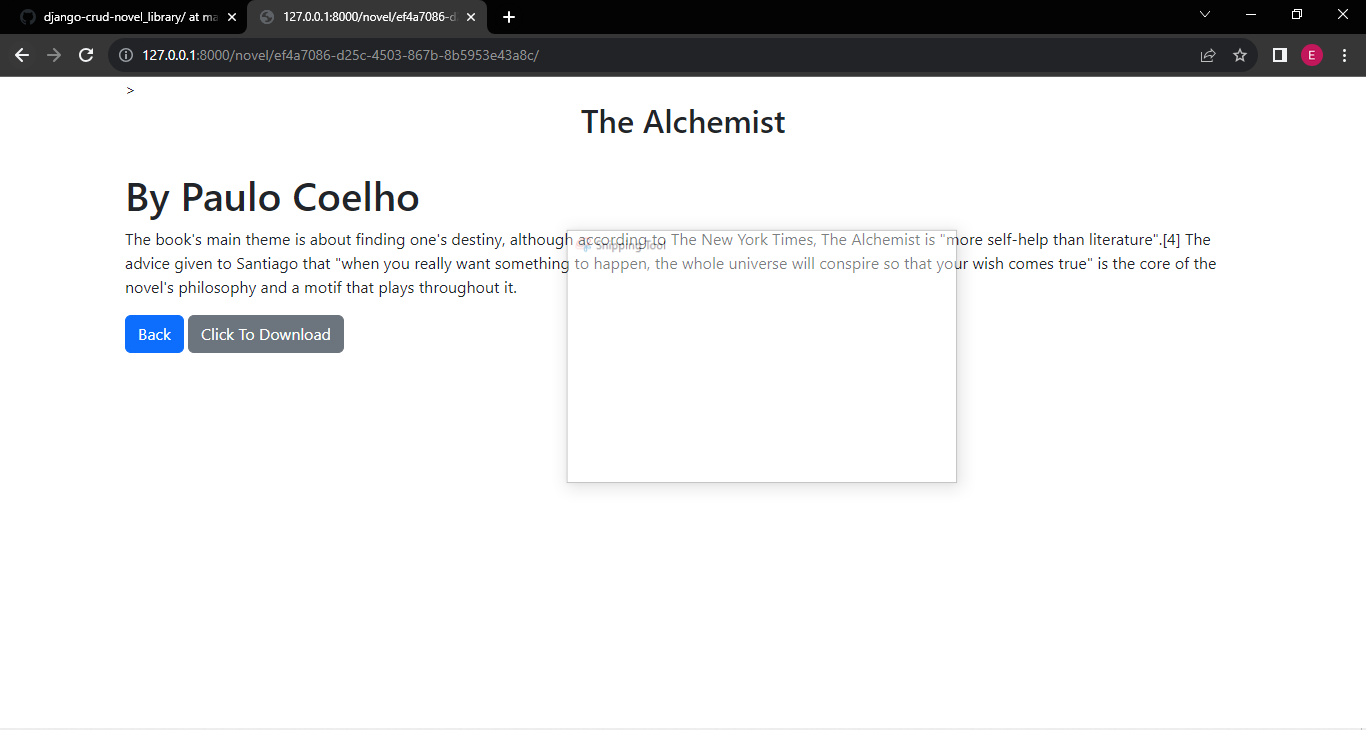 django-crud-novel_library/ at ma
127.0.0.1:8000/novel/ef4a7086-d
127.0.0.1:8000/novel/ef4a7086-d25c-4503-867b-8b5953e43a8c/
E
>
The Alchemist
By Paulo Coelho
The book's main theme is about finding one's destiny, although according to The New York Times, The Alchemist is "more self-help than literature".[4] The
SnippingTool
advice given to Santiago that "when you really want something to happen, the whole universe will conspire so that your wish comes true" is the core of the
novel's philosophy and a motif that plays throughout it.
Back Click To Download